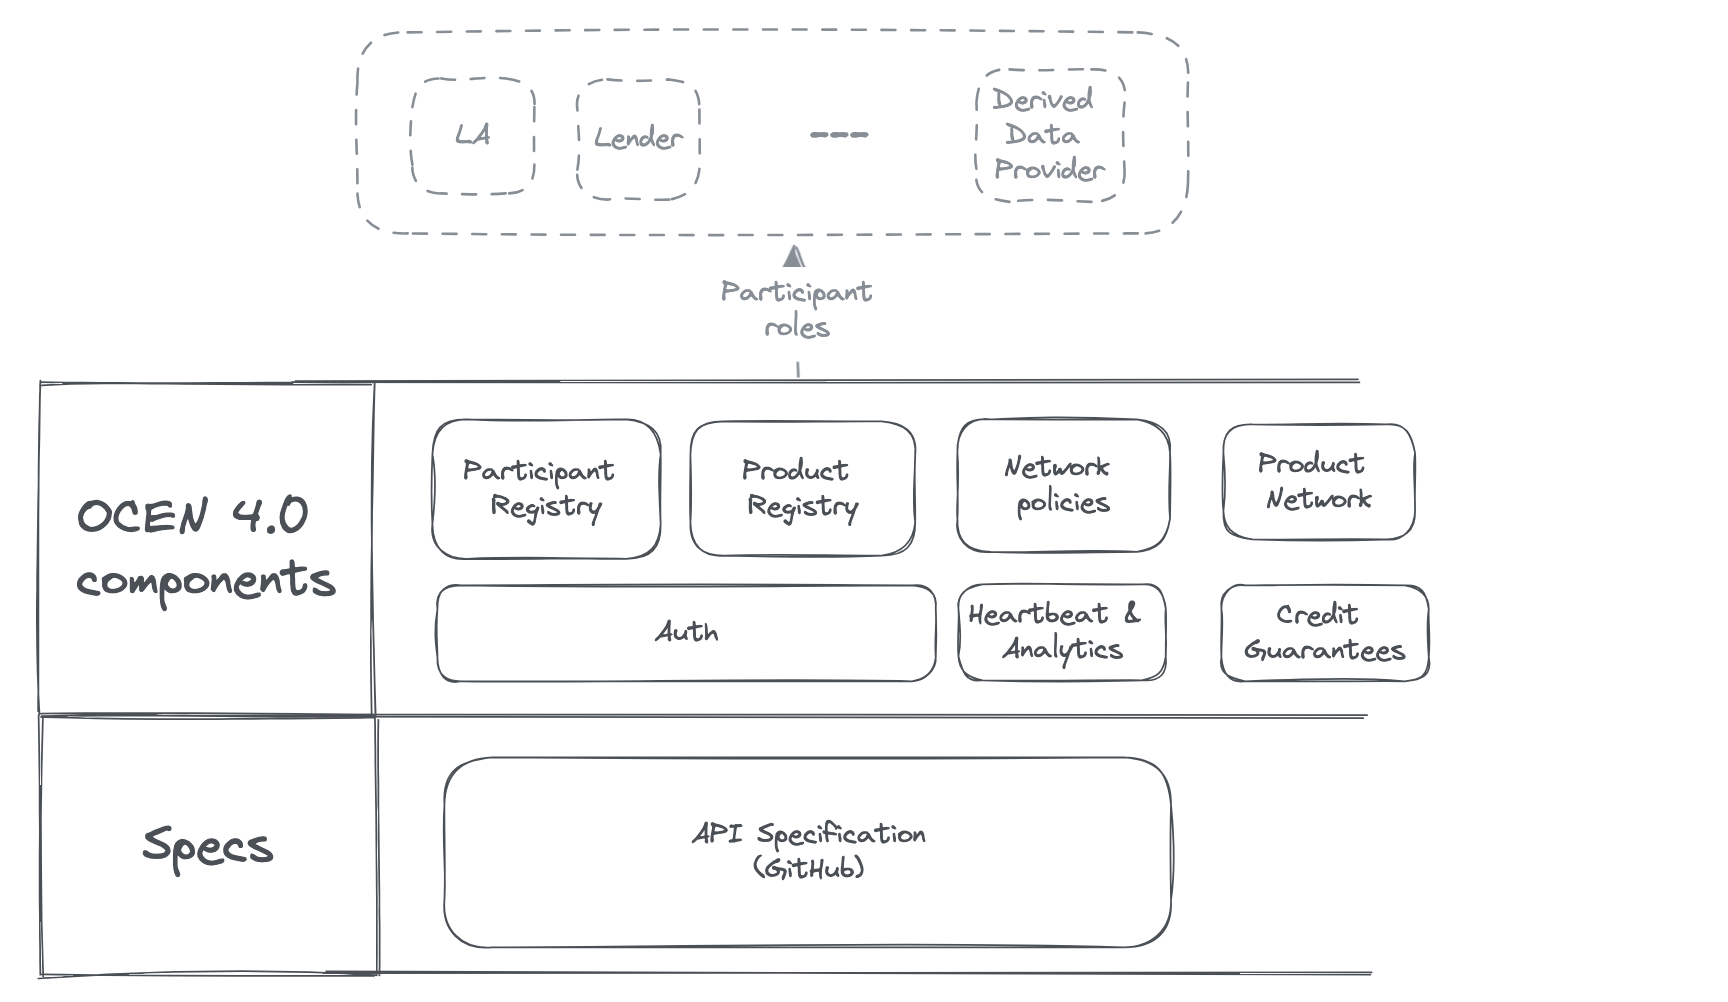 LA
Lender
---
Derived
Data
Provider
Participant
roles
OCEN 4.0
components
Participant
Registry
Product
Registry
Network
policies
Product
Network
Auth
Heartbeat &
Analytics
Credit
Guarantees
Specs
API Specification
(GitHub)